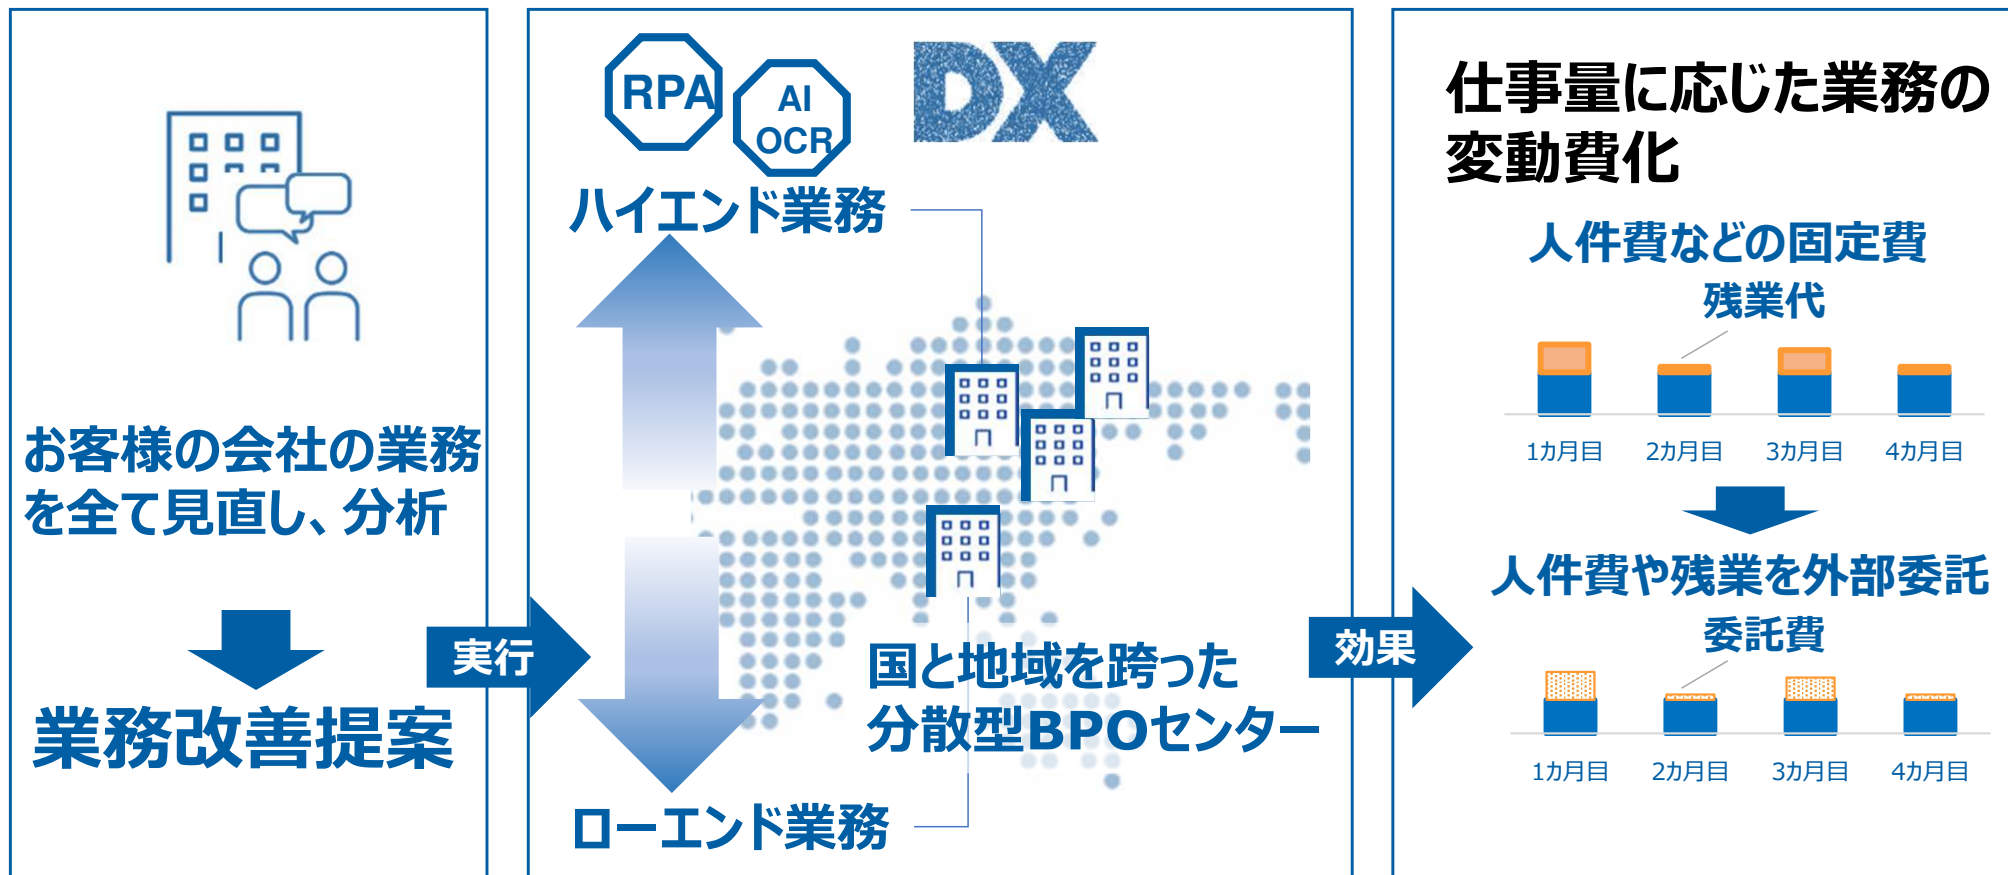 お客様の会社の業務
を全て見直し、分析
業務改善提案
実行
RPA
AI
OCR
DX
ハイエンド業務
国と地域を跨った
分散型BPOセンター
ローエンド業務
効果
仕事量に応じた業務の
変動費化
人件費などの固定費
残業代
1カ月目 2カ月目 3カ月目 4カ月目
人件費や残業を外部委託
委託費
1カ月目 2カ月目 3カ月目 4カ月目